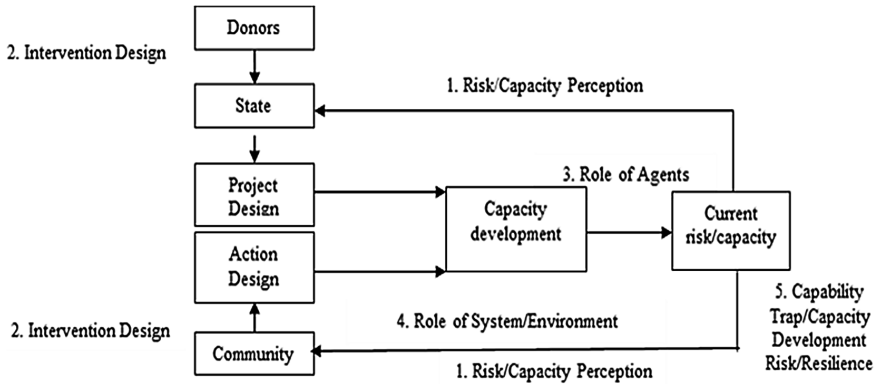 Donors
2. Intervention Design
1. Risk/Capacity Perception
State
3. Role of Agents
Project
Design
Capacity
development
Current
risk/capacity
Action
Design
5. Capability
Trap/Capacity
Development
Risk/Resilience
4. Role of System/Environment
2. Intervention Design
Community
1. Risk/Capacity Perception